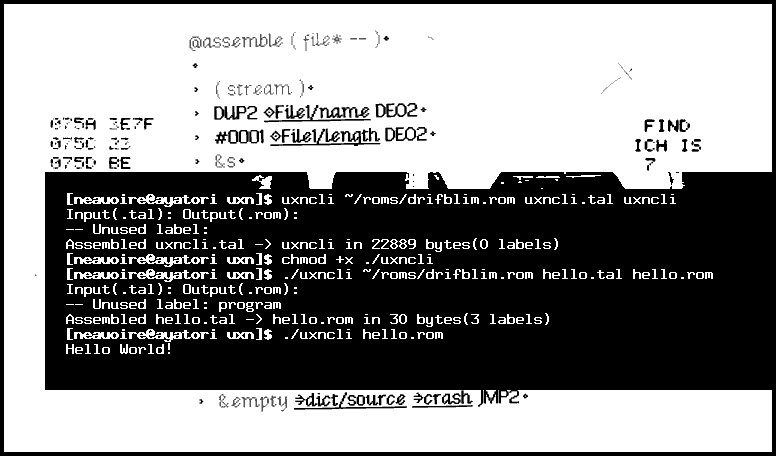 @assemble ( file* -- )
( stream )
DUP2 File1/name DEO2
#0001 File1/length DEO2
&s
075A 3E7F
075C 33
075D BE
FIND
ICH IS
7
[neauoire@ayatori uxn]$ uxncli ~/roms/drifblim.rom uxncli.tal uxncli
Input(.tal): Output(.rom):
-- Unused label:
Assembled uxncli.tal -> uxncli in 22889 bytes(0 labels)
[neauoire@ayatori uxn]$ chmod +x ./uxncli
[neauoire@ayatori uxn]$ ./uxncli ~/roms/drifblim.rom hello.tal hello.rom
Input(.tal): Output(.rom):
-- Unused label: program
Assembled hello.tal -> hello.rom in 30 bytes(3 labels)
[neauoire@ayatori uxn]$ ./uxncli hello.rom
Hello World!
&empty dict/source crash JMP2